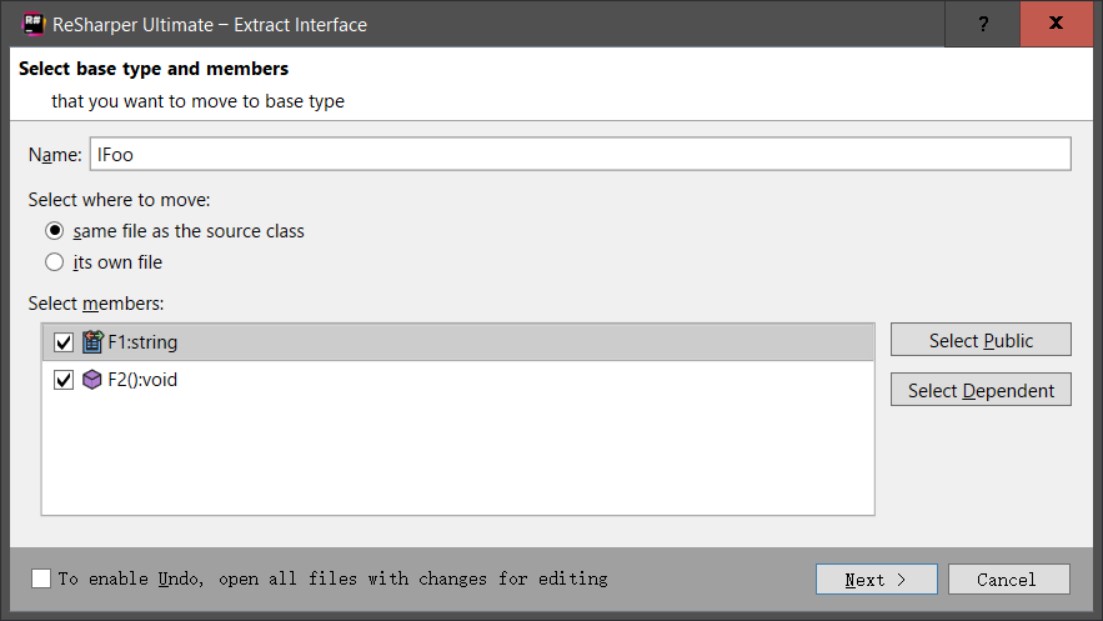 ReSharper Ultimate – Extract Interface
? x
Select base type and members
that you want to move to base type
Name: IFoo
Select where to move:
same file as the source class
its own file
Select members:
F1:string
Select Public
F2():void
Select Dependent
To enable Undo, open all files with changes for editing
Next >
Cancel